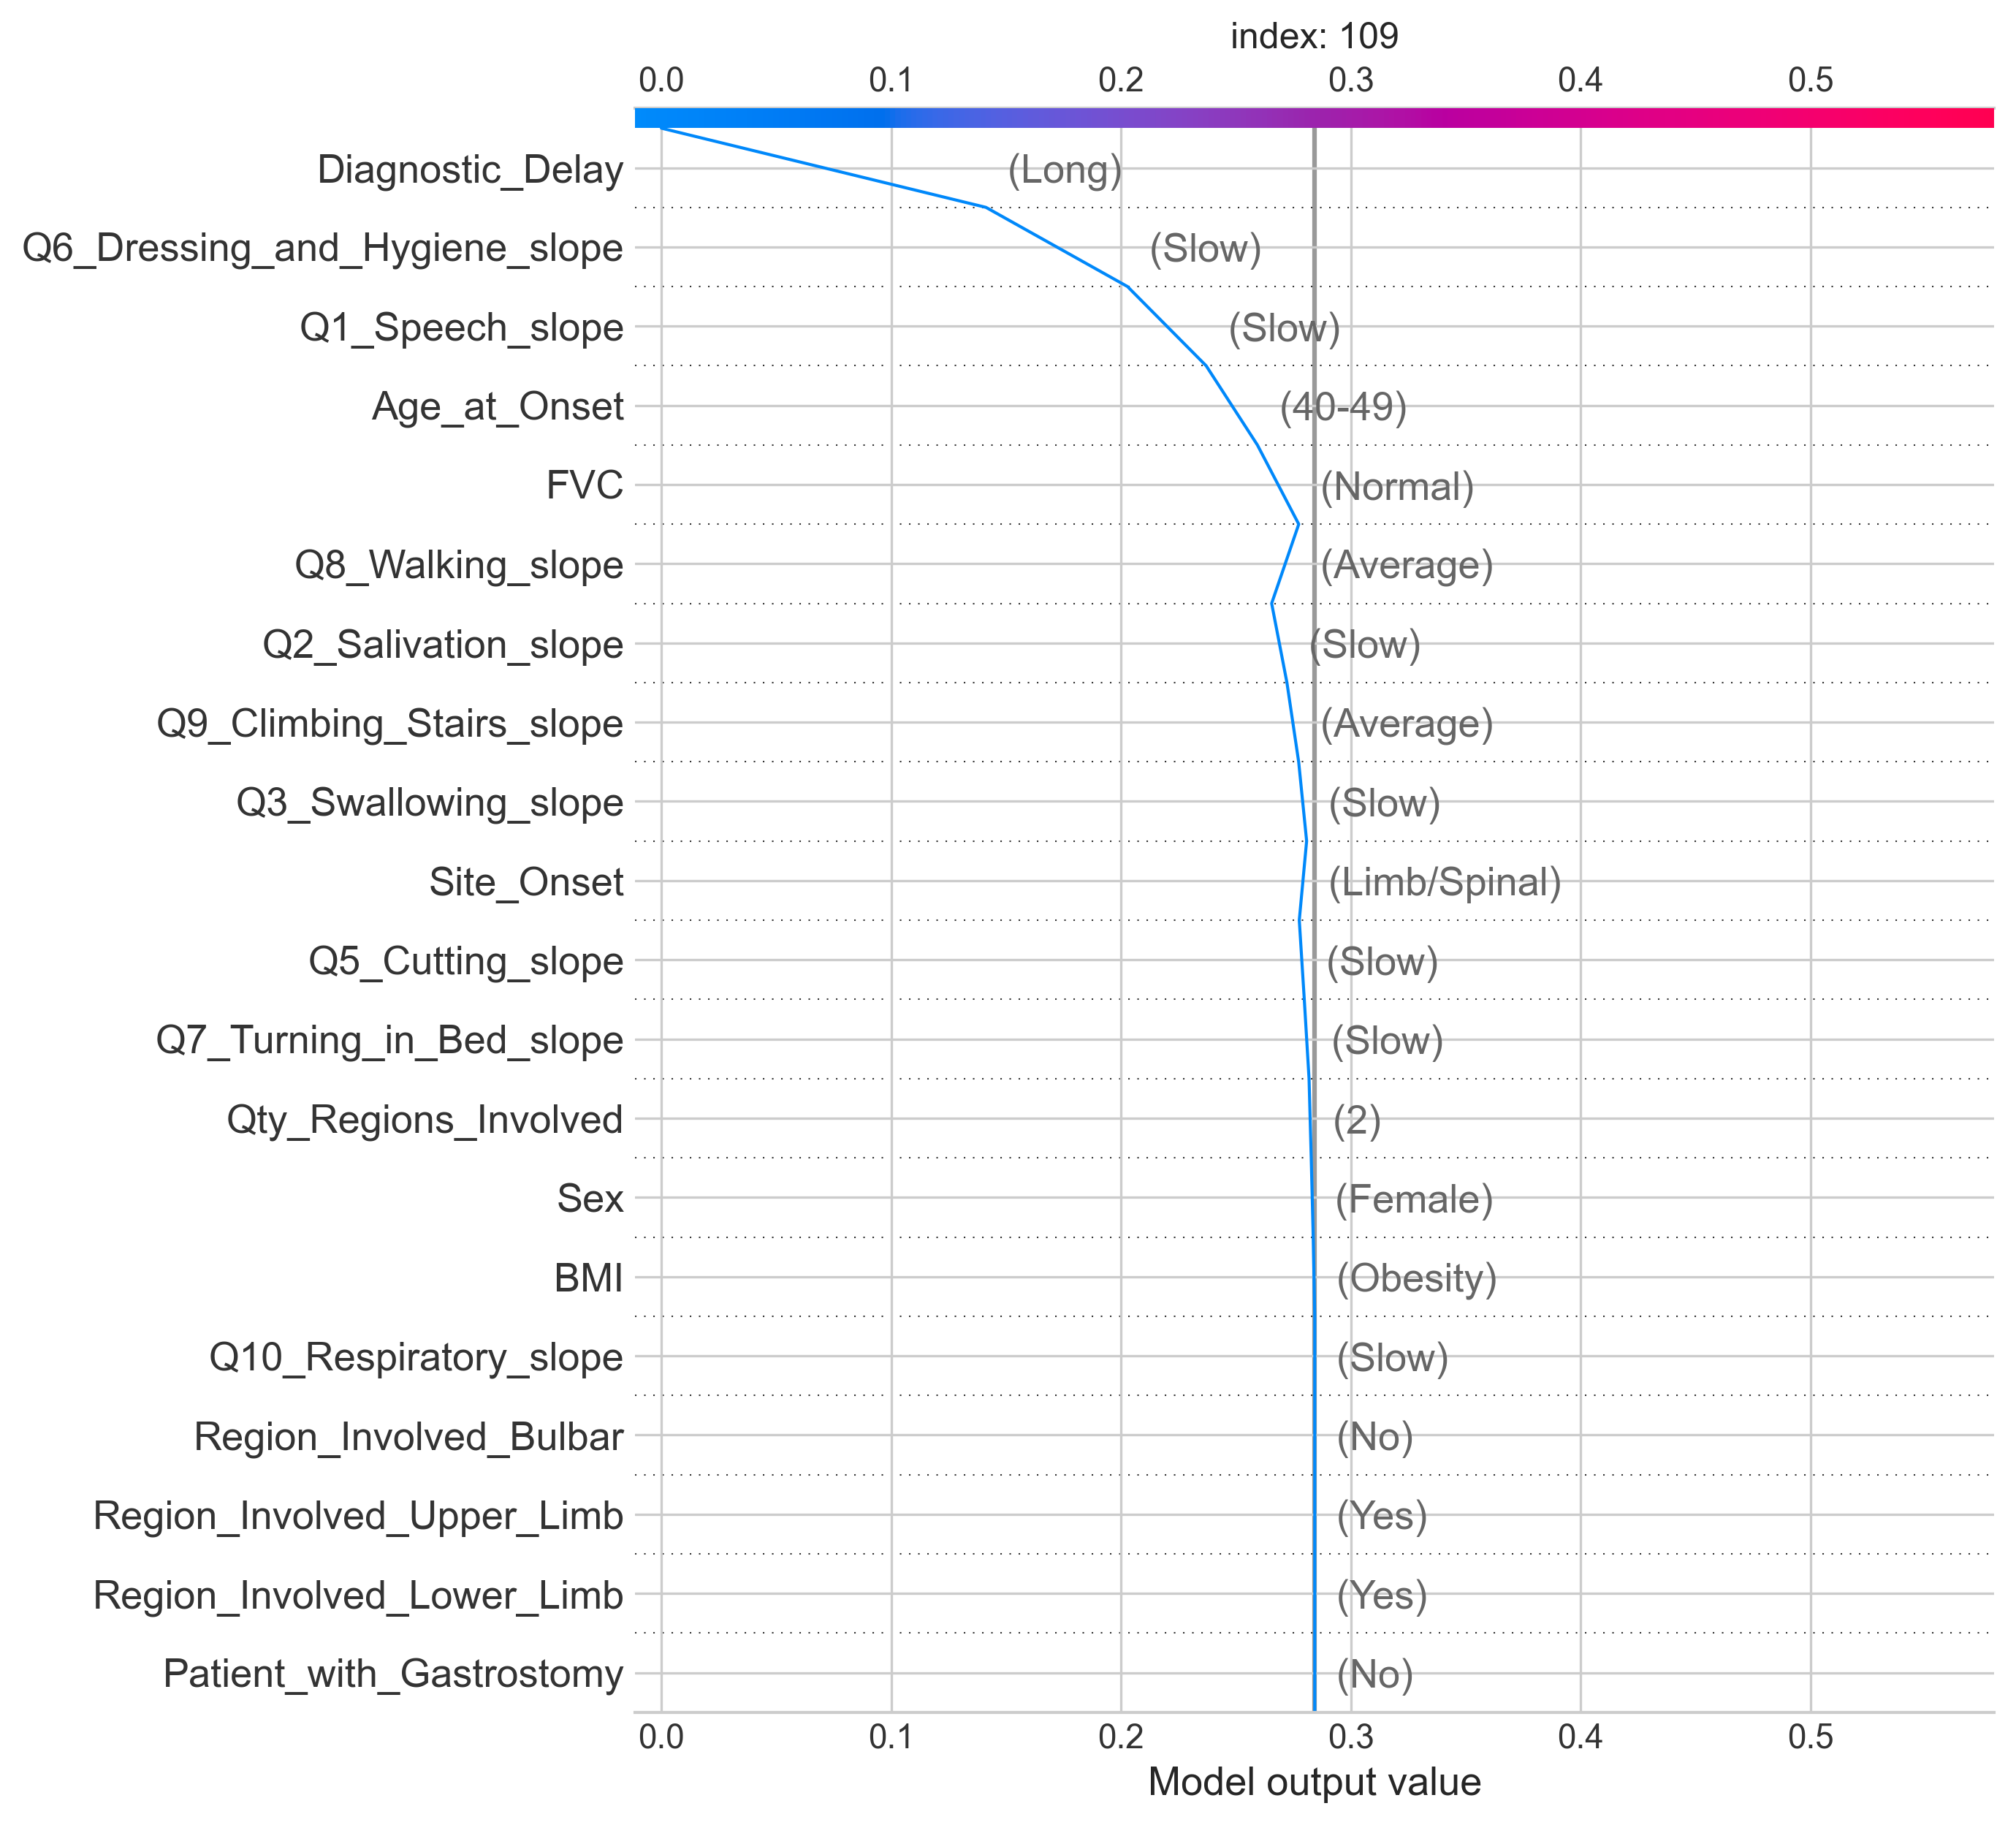 index: 109
0.0 0.1 0.2 0.3 0.4 0.5
Diagnostic_Delay (Long)
Q6_Dressing_and_Hygiene_slope (Slow)
Q1_Speech_slope (Slow)
Age_at_Onset (40-49)
FVC (Normal)
Q8_Walking_slope (Average)
Q2_Salivation_slope (Slow)
Q9_Climbing_Stairs_slope (Average)
Q3_Swallowing_slope (Slow)
Site_Onset (Limb/Spinal)
Q5_Cutting_slope (Slow)
Q7_Turning_in_Bed_slope (Slow)
Qty_Regions_Involved (2)
Sex (Female)
BMI (Obesity)
Q10_Respiratory_slope (Slow)
Region_Involved_Bulbar (No)
Region_Involved_Upper_Limb (Yes)
Region_Involved_Lower_Limb (Yes)
Patient_with_Gastrostomy (No)
0.0 0.1 0.2 0.3 0.4 0.5
Model output value